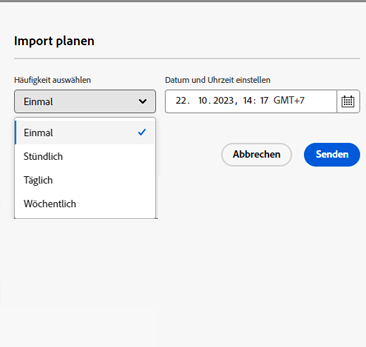 Import planen
Häufigkeit auswählen
Datum und Uhrzeit einstellen
Einmal
22. 10. 2023, 14: 17 GMT+7
Einmal
Stündlich
Täglich
Wöchentlich
Abbrechen
Senden